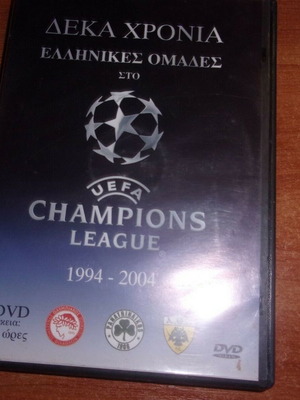 ΔΕΚΑ ΧΡΟΝΙΑ
ΕΛΛΗΝΙΚΕΣ ΟΜΑΔΕΣ
ΣΤΟ
UEFA
CHAMPIONS
LEAGUE
1994 - 2004
DVD
ώρες
DVD